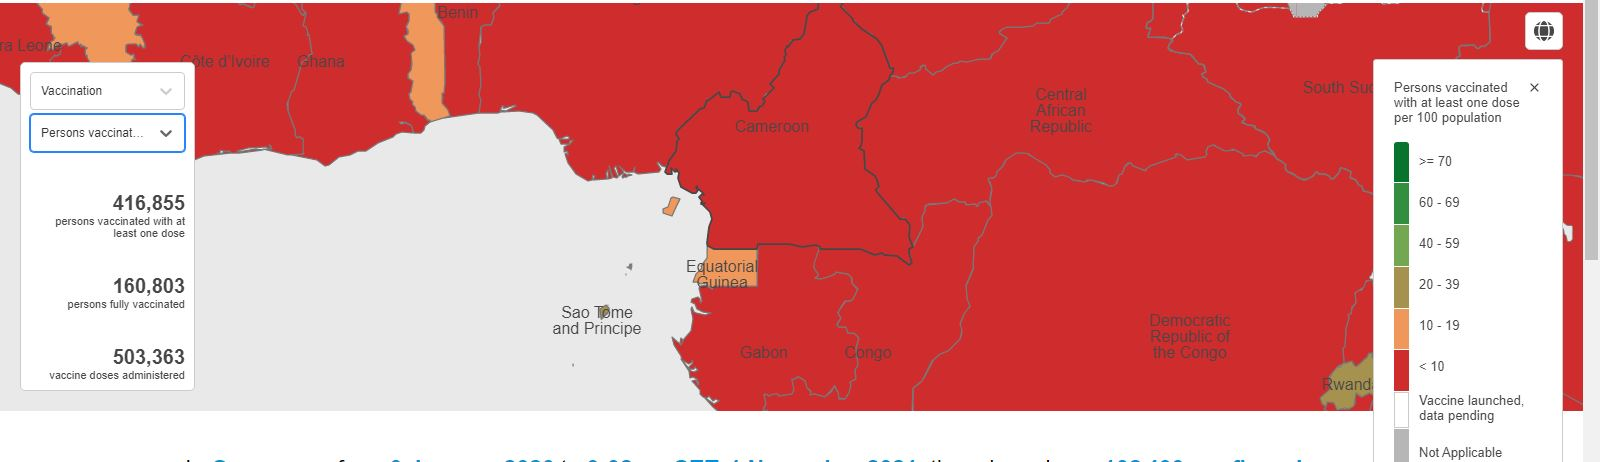 Benin
ra Leone
Côte d'Ivoire
Ghana
Cameroon
Central
African
Republic
South Suc
Equatorial
Guinea
Sao Tome
and Principe
Gabon
Congo
Democratic
Republic of
the Congo
Rwanda
Vaccination
Persons vaccinat...
416,855
persons vaccinated with at
least one dose
160,803
persons fully vaccinated
503,363
vaccine doses administered
Persons vaccinated
with at least one dose
per 100 population
>= 70
60 - 69
40 - 59
20 - 39
10 - 19
< 10
Vaccine launched,
data pending
Not Applicable